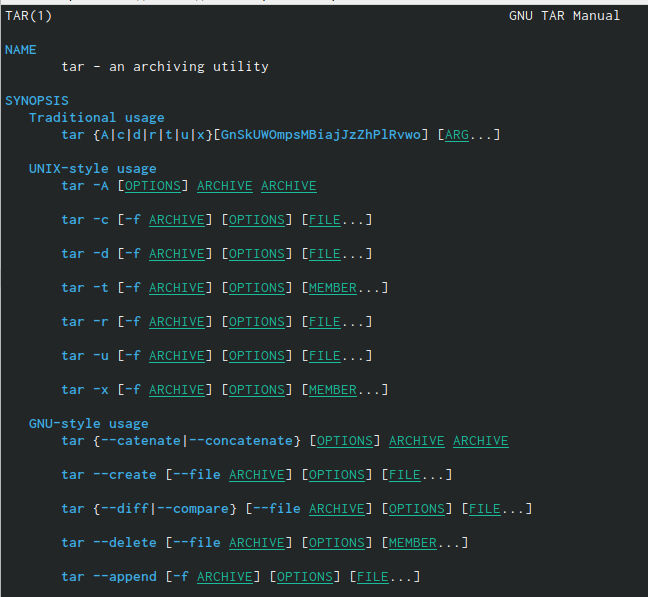 TAR(1) GNU TAR Manual
NAME
tar - an archiving utility
SYNOPSIS
Traditional usage
tar {A|c|d|r|t|u|x}[GnSkUWOmpsMBiajJzZhPlRvwo] [ARG...]
UNIX-style usage
tar -A [OPTIONS] ARCHIVE ARCHIVE
tar -c [-f ARCHIVE] [OPTIONS] [FILE...]
tar -d [-f ARCHIVE] [OPTIONS] [FILE...]
tar -t [-f ARCHIVE] [OPTIONS] [MEMBER...]
tar -r [-f ARCHIVE] [OPTIONS] [FILE...]
tar -u [-f ARCHIVE] [OPTIONS] [FILE...]
tar -x [-f ARCHIVE] [OPTIONS] [MEMBER...]
GNU-style usage
tar {--catenate|--concatenate} [OPTIONS] ARCHIVE ARCHIVE
tar --create [--file ARCHIVE] [OPTIONS] [FILE...]
tar {--diff|--compare} [--file ARCHIVE] [OPTIONS] [FILE...]
tar --delete [--file ARCHIVE] [OPTIONS] [MEMBER...]
tar --append [-f ARCHIVE] [OPTIONS] [FILE...]